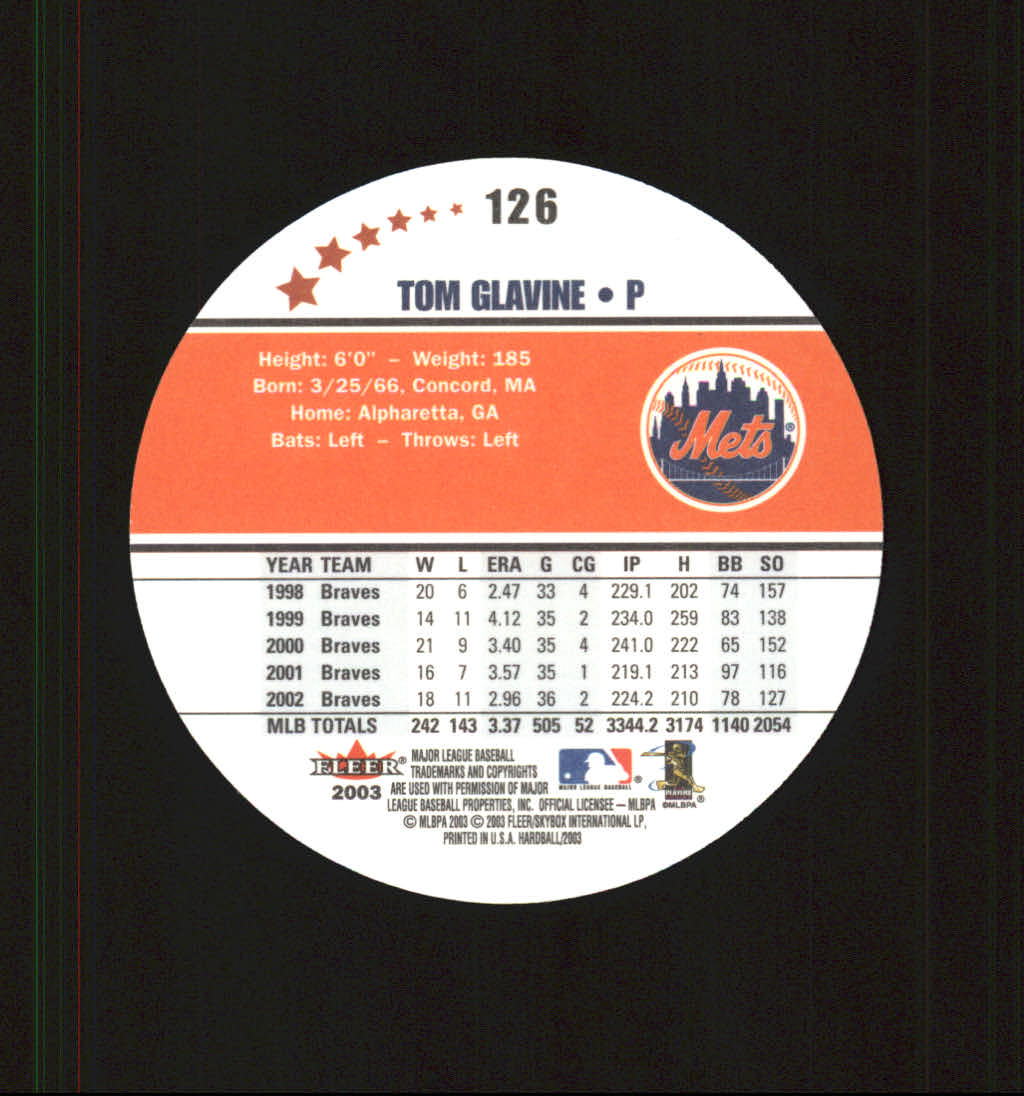 126
TOM GLAVINE • P
Height: 6'0" – Weight: 185
Born: 3/25/66, Concord, MA
Home: Alpharetta, GA
Bats: Left – Throws: Left
Mets ®
YEAR TEAM W L ERA G CG IP H BB SO
1998 Braves 20 6 2.47 33 4 229.1 202 74 157
1999 Braves 14 11 4.12 35 2 234.0 259 83 138
2000 Braves 21 9 3.40 35 4 241.0 222 65 152
2001 Braves 16 7 3.57 35 1 219.1 213 97 116
2002 Braves 18 11 2.96 36 2 224.2 210 78 127
MLB TOTALS 242 143 3.37 505 52 3344.2 3174 1140 2054
FLEER®
2003
MAJOR LEAGUE BASEBALL
TRADEMARKS AND COPYRIGHTS
ARE USED WITH PERMISSION OF MAJOR
LEAGUE BASEBALL PROPERTIES, INC. OFFICIAL LICENSEE — MLBPA
© MLBPA 2003 © 2003 FLEER/SKYBOX INTERNATIONAL LP,
PRINTED IN U.S.A. HARDBALL/2003
MAJOR LEAGUE BASEBALL ®
PLAYERS
©MLBPA ®